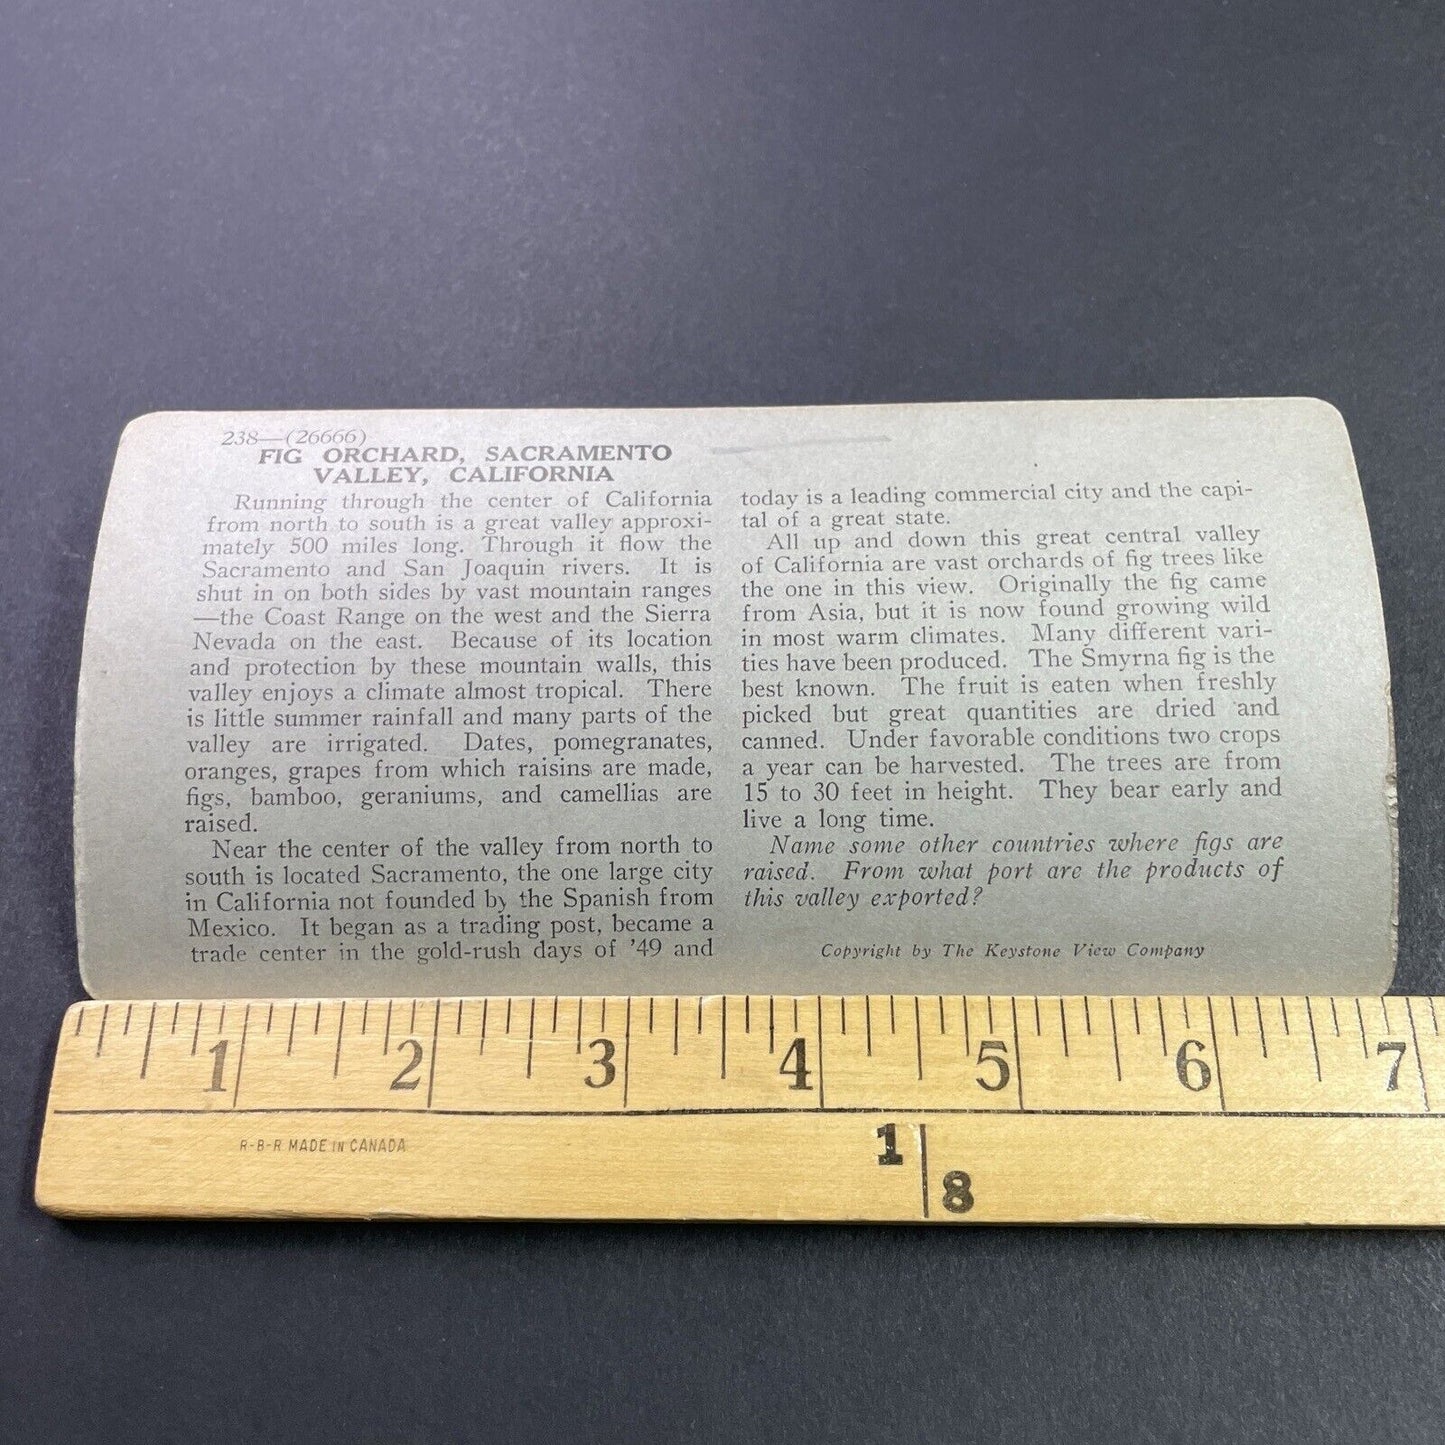 238—(26666)
FIG ORCHARD, SACRAMENTO
VALLEY, CALIFORNIA
Running through the center of California
from north to south is a great valley approxi-
mately 500 miles long. Through it flow the
Sacramento and San Joaquin rivers. It is
shut in on both sides by vast mountain ranges
—the Coast Range on the west and the Sierra
Nevada on the east. Because of its location
and protection by these mountain walls, this
valley enjoys a climate almost tropical. There
is little summer rainfall and many parts of the
valley are irrigated. Dates, pomegranates,
oranges, grapes from which raisins are made,
figs, bamboo, geraniums, and camellias are
raised.
Near the center of the valley from north to
south is located Sacramento, the one large city
in California not founded by the Spanish from
Mexico. It began as a trading post, became a
trade center in the gold-rush days of '49 and
today is a leading commercial city and the capi-
tal of a great state.
All up and down this great central valley
of California are vast orchards of fig trees like
the one in this view. Originally the fig came
from Asia, but it is now found growing wild
in most warm climates. Many different vari-
ties have been produced. The Smyrna fig is the
best known. The fruit is eaten when freshly
picked but great quantities are dried and
canned. Under favorable conditions two crops
a year can be harvested. The trees are from
15 to 30 feet in height. They bear early and
live a long time.
Name some other countries where figs are
raised. From what port are the products of
this valley exported?
Copyright by The Keystone View Company
1 2 3 4 5 6 7
R-B-R MADE IN CANADA
1 8